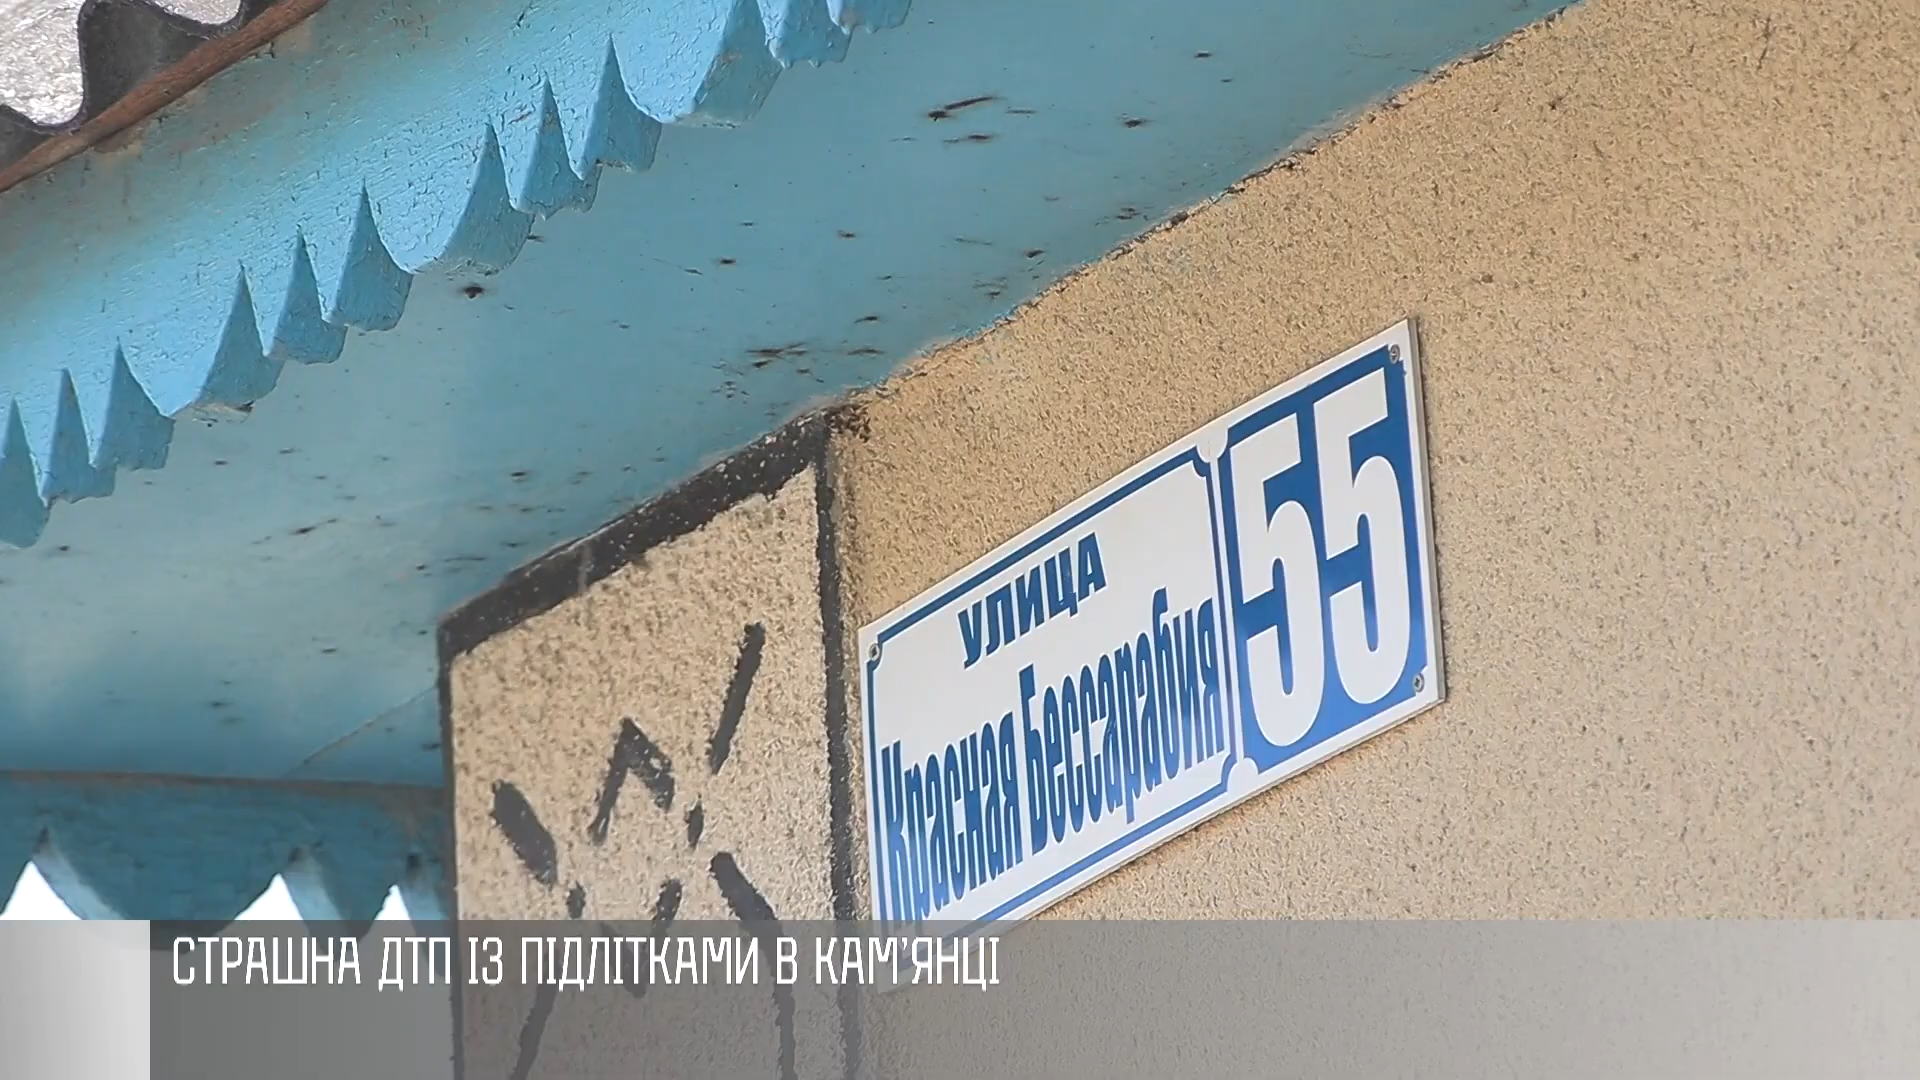 УЛИЦА
Красная Бессарабия
55
СТРАШНА ДТП ІЗ ПІДЛІТКАМИ В КАМ'ЯНЦІ